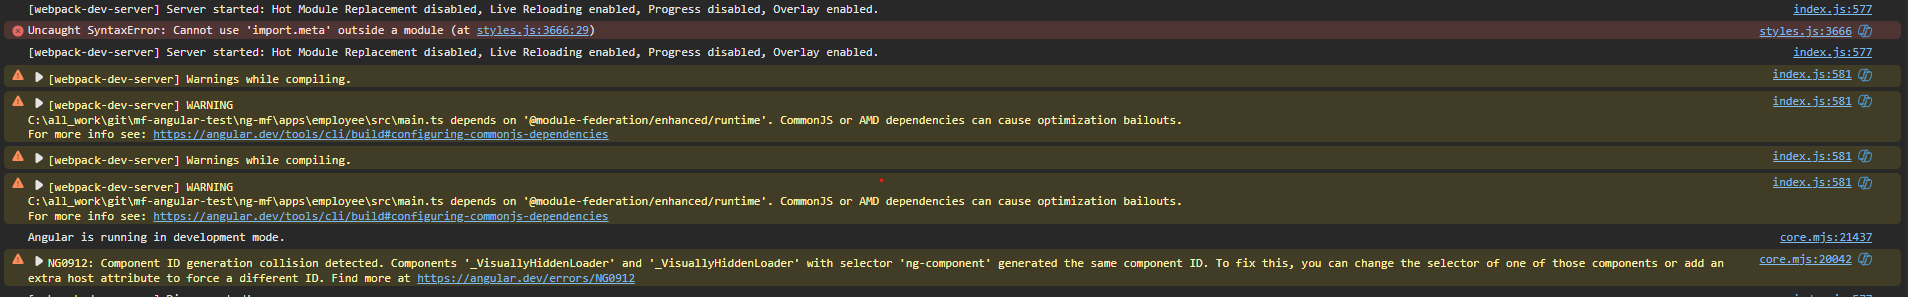 [webpack-dev-server] Server started: Hot Module Replacement disabled, Live Reloading enabled, Progress disabled, Overlay enabled. index.js:577
Uncaught SyntaxError: Cannot use 'import.meta' outside a module (at styles.js:3666:29) styles.js:3666
[webpack-dev-server] Server started: Hot Module Replacement disabled, Live Reloading enabled, Progress disabled, Overlay enabled. index.js:577
[webpack-dev-server] Warnings while compiling. index.js:581
[webpack-dev-server] WARNING index.js:581
C:\all_work\git\mf-angular-test\ng-mf\apps\employee\src\main.ts depends on '@module-federation/enhanced/runtime'. CommonJS or AMD dependencies can cause optimization bailouts.
For more info see: https://angular.dev/tools/cli/build#configuring-commonjs-dependencies
[webpack-dev-server] Warnings while compiling. index.js:581
[webpack-dev-server] WARNING index.js:581
C:\all_work\git\mf-angular-test\ng-mf\apps\employee\src\main.ts depends on '@module-federation/enhanced/runtime'. CommonJS or AMD dependencies can cause optimization bailouts.
For more info see: https://angular.dev/tools/cli/build#configuring-commonjs-dependencies
Angular is running in development mode. core.mjs:21437
NG0912: Component ID generation collision detected. Components '_VisuallyHiddenLoader' and '_VisuallyHiddenLoader' with selector 'ng-component' generated the same component ID. To fix this, you can change the selector of one of those components or add an core.mjs:20042
extra host attribute to force a different ID. Find more at https://angular.dev/errors/NG0912